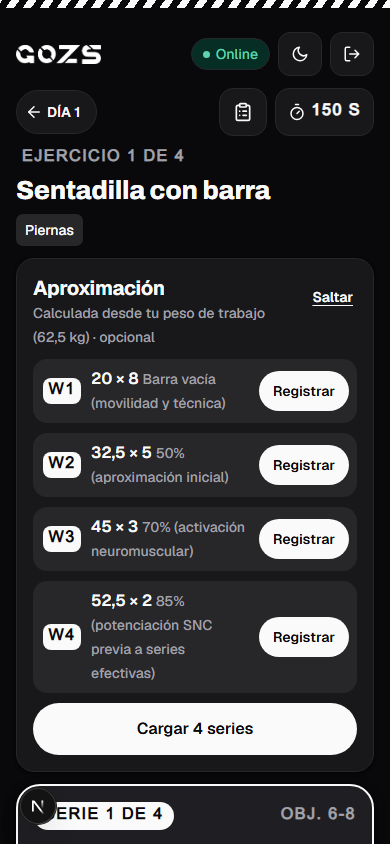 GOZS
Online
DÍA 1
150 S
EJERCICIO 1 DE 4
Sentadilla con barra
Piernas
Aproximación
Saltar
Calculada desde tu peso de trabajo
(62,5 kg) · opcional
W1
20 × 8 Barra vacía
(movilidad y técnica)
Registrar
W2
32,5 × 5 50%
(aproximación inicial)
Registrar
W3
45 × 3 70% (activación
neuromuscular)
Registrar
W4
52,5 × 2 85%
(potenciación SNC
previa a series
efectivas)
Registrar
Cargar 4 series
N
ERIE 1 DE 4
OBJ. 6-8